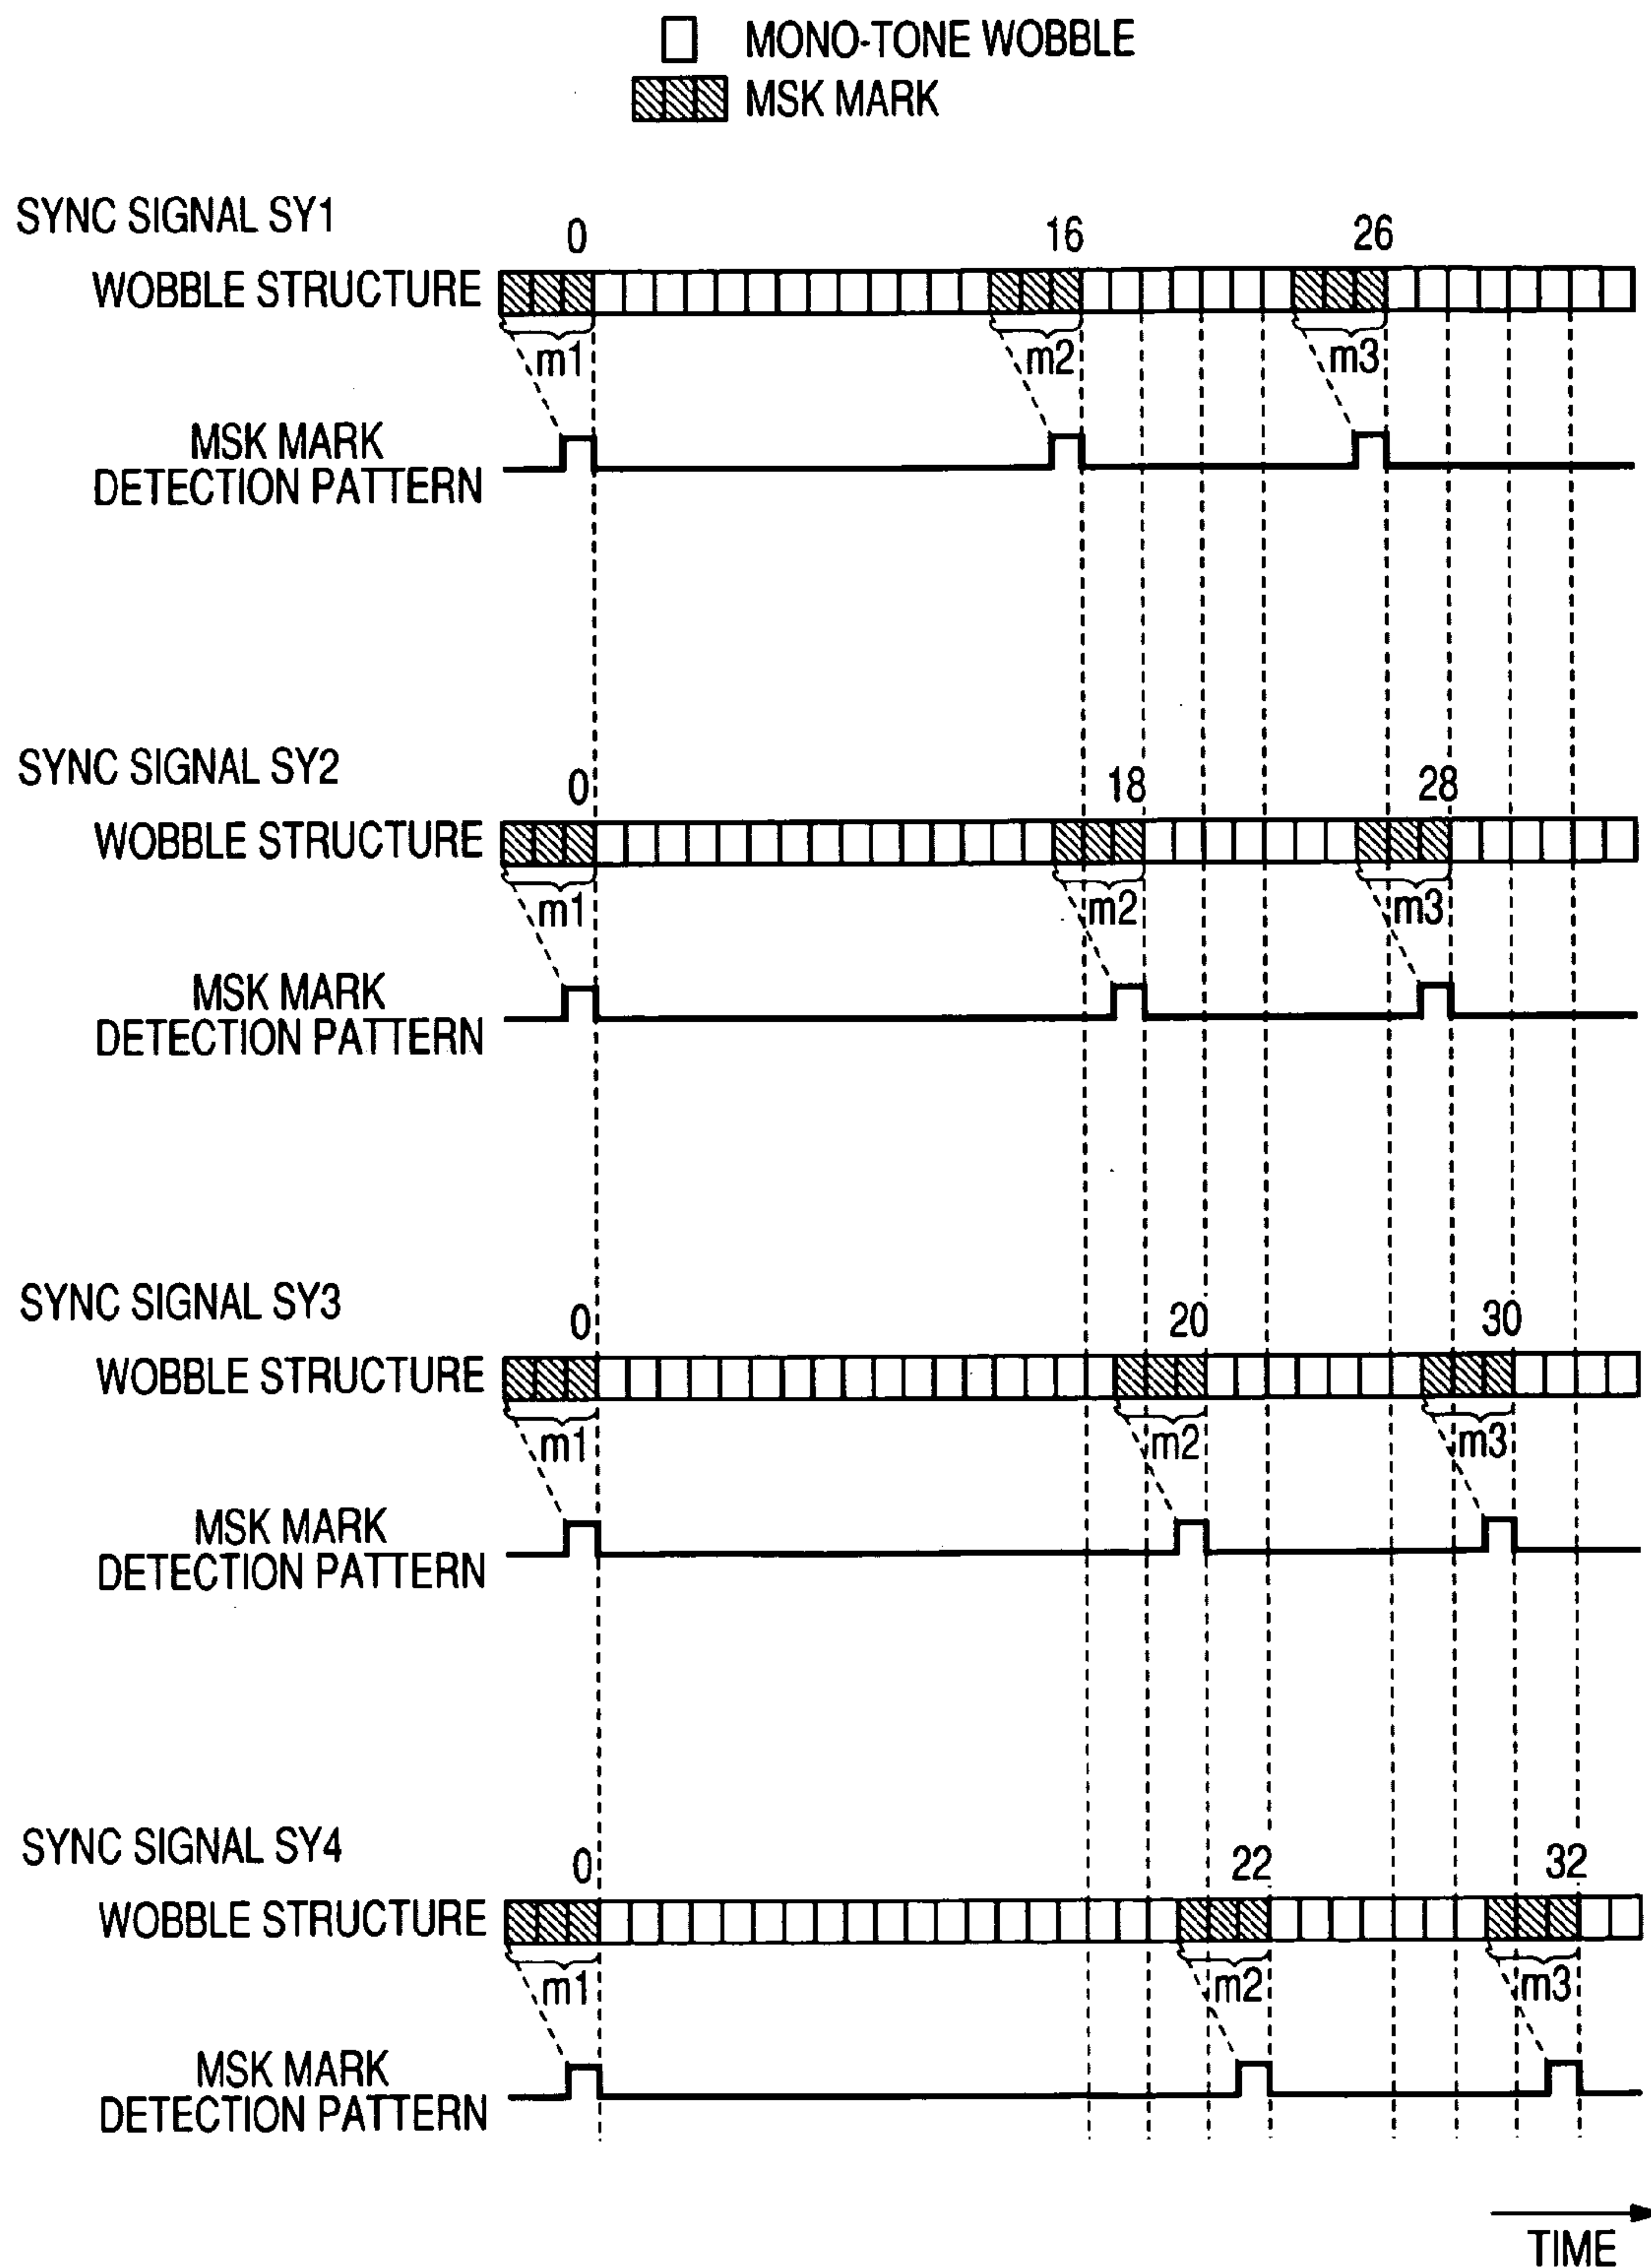 MONO-TONE WOBBLE
MSK MARK
SYNC SIGNAL SY1
0 16 26
WOBBLE STRUCTURE
m1 m2 m3
MSK MARK
DETECTION PATTERN
SYNC SIGNAL SY2
0 18 28
WOBBLE STRUCTURE
m1 m2 m3
MSK MARK
DETECTION PATTERN
SYNC SIGNAL SY3
0 20 30
WOBBLE STRUCTURE
m1 m2 m3
MSK MARK
DETECTION PATTERN
SYNC SIGNAL SY4
0 22 32
WOBBLE STRUCTURE
m1 m2 m3
MSK MARK
DETECTION PATTERN
TIME